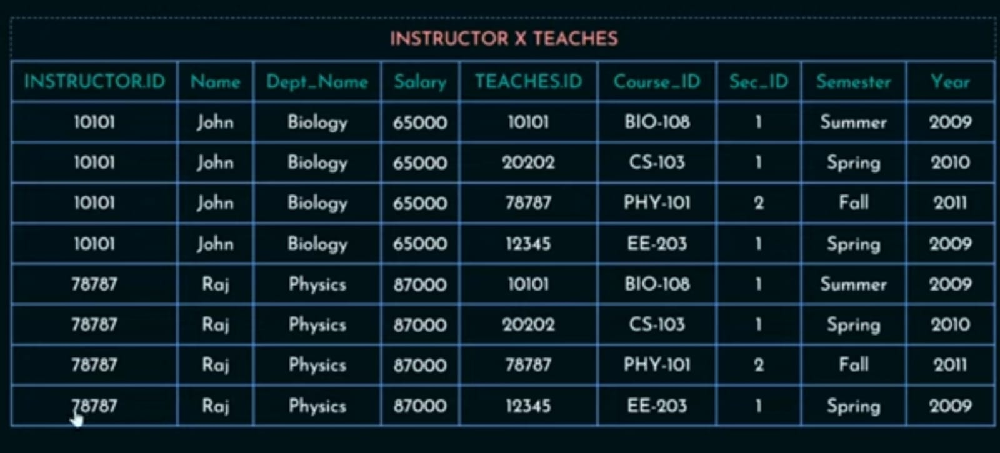 INSTRUCTOR X TEACHES
INSTRUCTOR.ID Name Dept_Name Salary TEACHES.ID Course_ID Sec_ID Semester Year
10101 John Biology 65000 10101 BIO-108 1 Summer 2009
10101 John Biology 65000 20202 CS-103 1 Spring 2010
10101 John Biology 65000 78787 PHY-101 2 Fall 2011
10101 John Biology 65000 12345 EE-203 1 Spring 2009
78787 Raj Physics 87000 10101 BIO-108 1 Summer 2009
78787 Raj Physics 87000 20202 CS-103 1 Spring 2010
78787 Raj Physics 87000 78787 PHY-101 2 Fall 2011
78787 Raj Physics 87000 12345 EE-203 1 Spring 2009